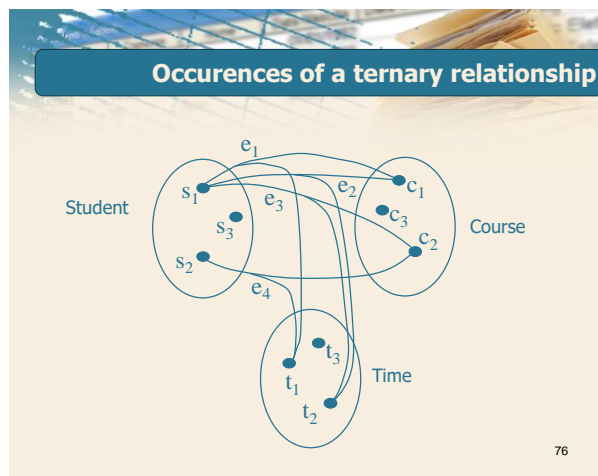 Occurences of a ternary relationship
e1
s1
e2
c1
e3
Student
s3
c3
Course
c2
s2
e4
t3
t1
Time
t2
76